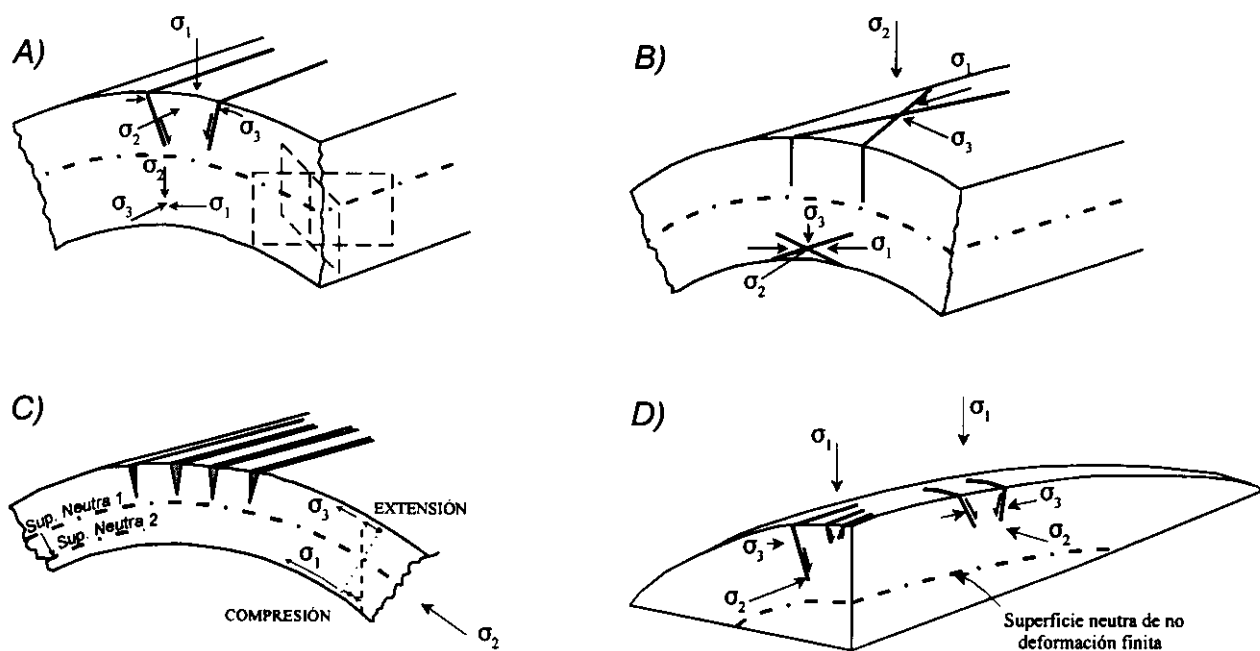 A)
σ1
σ2
σ3
σ2
σ3
σ1
B)
σ2
σ1
σ3
σ3
σ1
σ2
C)
Sup. Neutra 1
Sup. Neutra 2
σ3
EXTENSIÓN
σ1
COMPRESIÓN
σ2
D)
σ1
σ1
σ3
σ3
σ2
σ2
Superficie neutra de no
deformación finita